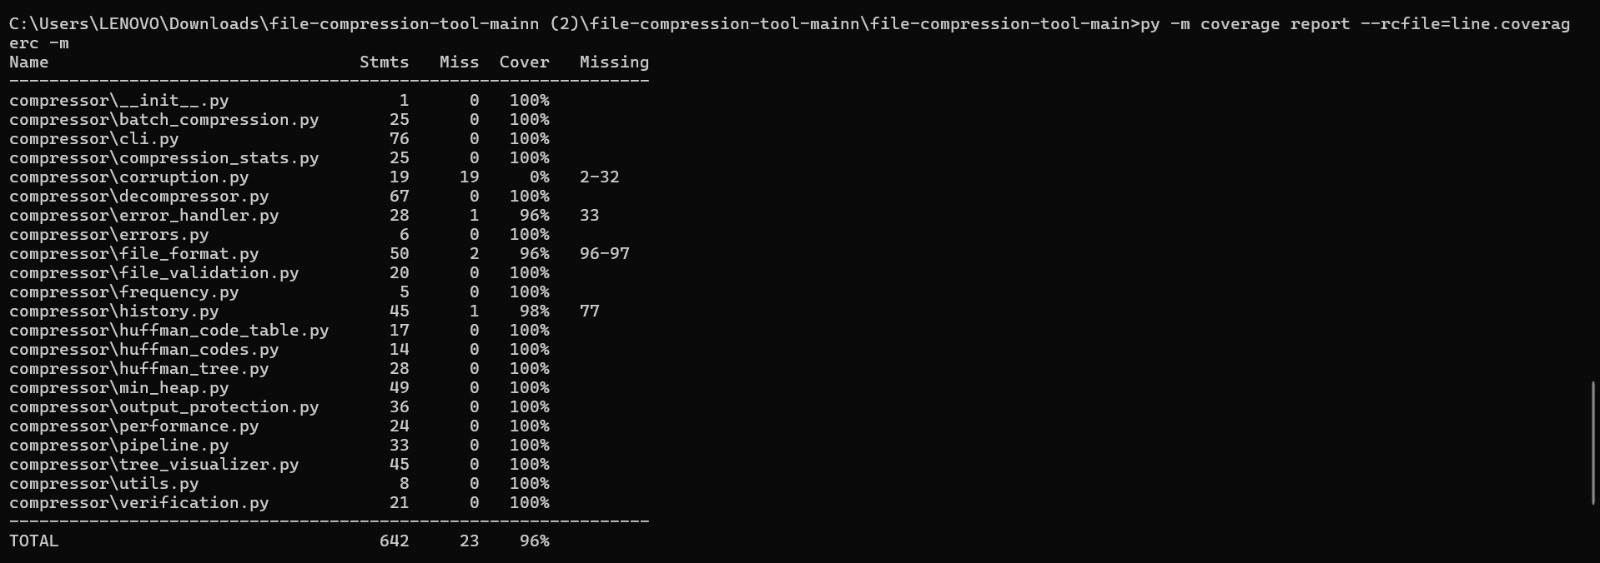 C:\Users\LENOVO\Downloads\file-compression-tool-mainn (2)\file-compression-tool-mainn\file-compression-tool-main>py -m coverage report --rcfile=line.coverag
erc -m
Name                               Stmts   Miss  Cover   Missing
----------------------------------------------------------------
compressor\__init__.py                 1      0   100%
compressor\batch_compression.py       25      0   100%
compressor\cli.py                     76      0   100%
compressor\compression_stats.py       25      0   100%
compressor\corruption.py              19     19     0%   2-32
compressor\decompressor.py            67      0   100%
compressor\error_handler.py           28      1    96%   33
compressor\errors.py                   6      0   100%
compressor\file_format.py             50      2    96%   96-97
compressor\file_validation.py         20      0   100%
compressor\frequency.py                5      0   100%
compressor\history.py                 45      1    98%   77
compressor\huffman_code_table.py      17      0   100%
compressor\huffman_codes.py           14      0   100%
compressor\huffman_tree.py            28      0   100%
compressor\min_heap.py                49      0   100%
compressor\output_protection.py       36      0   100%
compressor\performance.py             24      0   100%
compressor\pipeline.py                33      0   100%
compressor\tree_visualizer.py         45      0   100%
compressor\utils.py                    8      0   100%
compressor\verification.py            21      0   100%
----------------------------------------------------------------
TOTAL                                642     23    96%